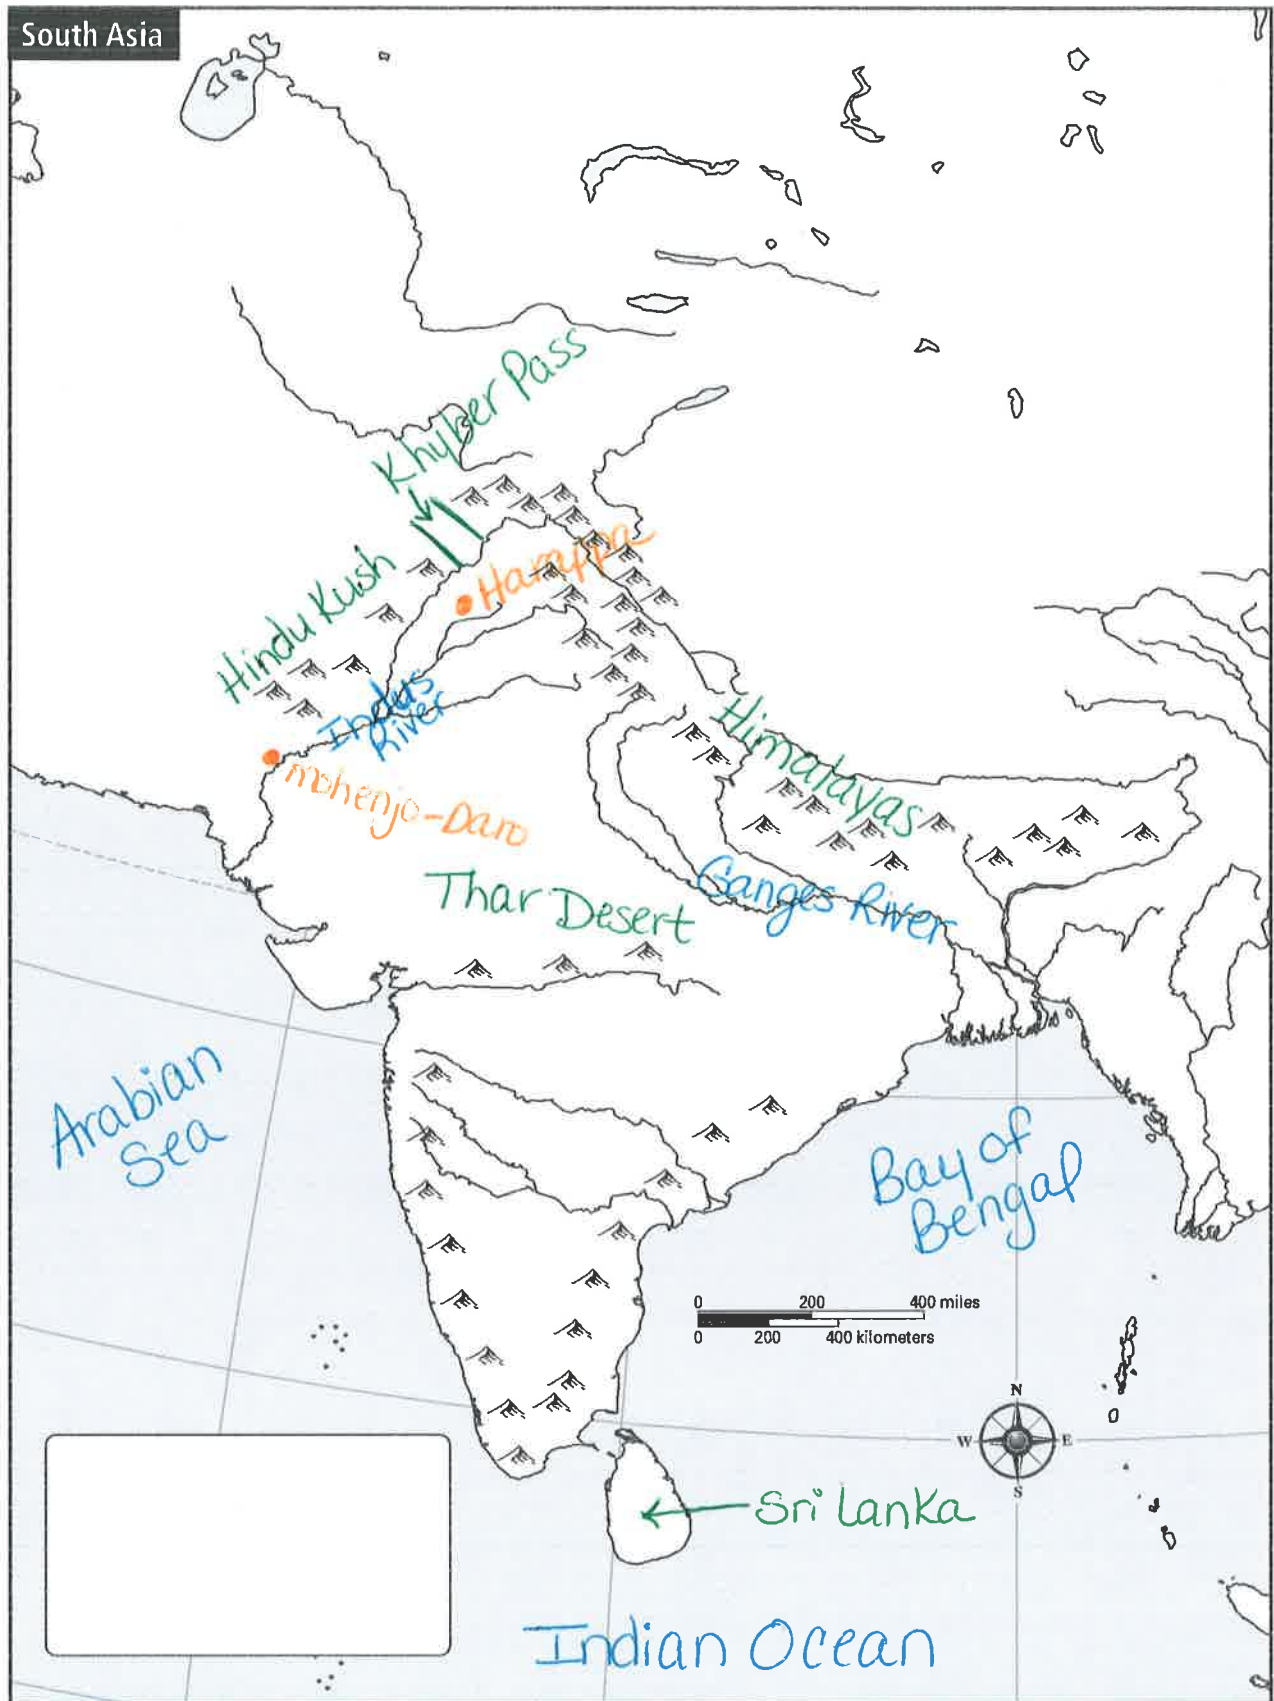 South Asia
Khyber Pass
Hindu Kush
Harappa
Indus
River
mohenjo-Daro
Himalayas
Thar Desert
Ganges River
Arabian
Sea
Bay of
Bengal
0 200 400 miles
0 200 400 kilometers
N
W E
S
Sri Lanka
Indian Ocean